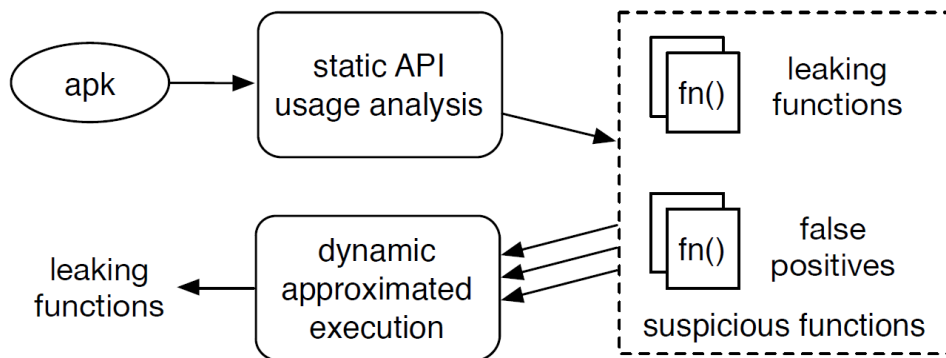 apk
static API
usage analysis
fn()
leaking
functions
fn()
false
positives
suspicious functions
dynamic
approximated
execution
leaking
functions